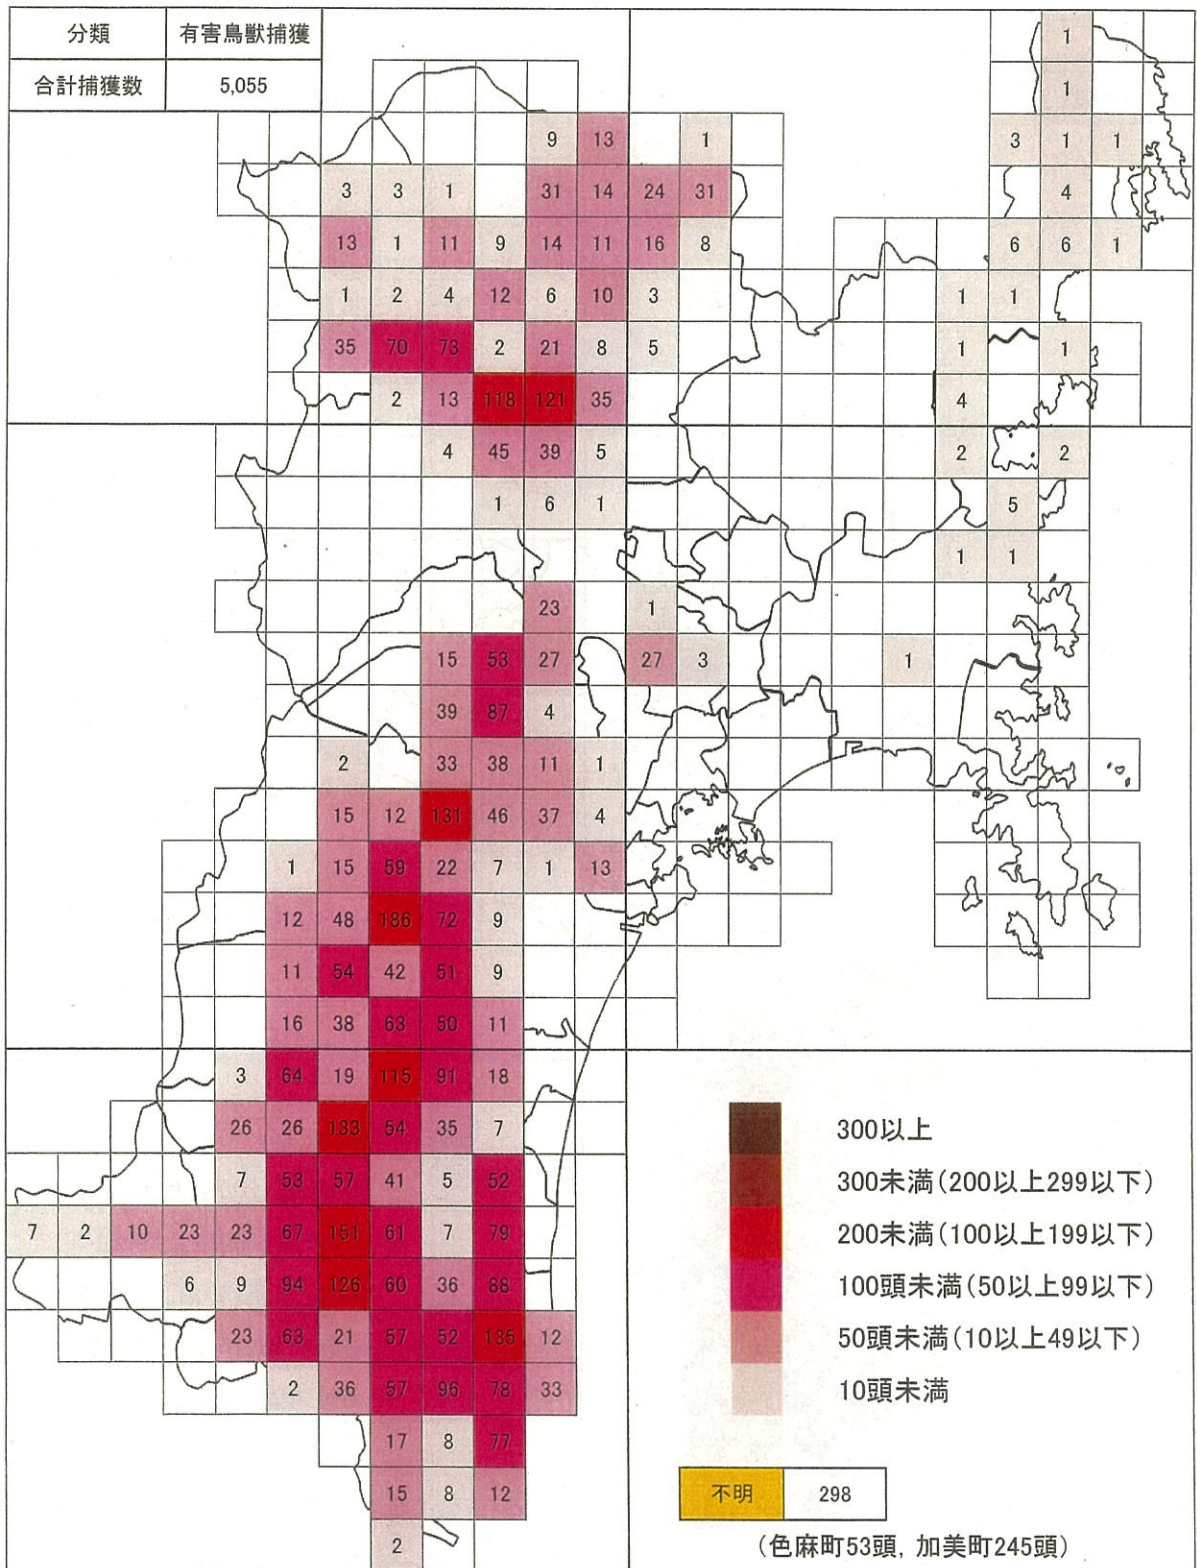 分類 有害鳥獣捕獲
合計捕獲数 5,055
1
1
9 13 1 3 1 1
3 3 1 31 14 24 31 4
13 1 11 9 14 11 16 8 6 6 1
1 2 4 12 6 10 3 1 1
35 70 73 2 21 8 5 1 1
2 13 118 121 35 4
4 45 39 5 2 2
1 6 1 5
1 1
23 1
15 53 27 27 3 1
39 87 4
2 33 38 11 1
15 12 131 46 37 4
1 15 59 22 7 1 13
12 48 186 72 9
11 54 42 51 9
16 38 63 50 11
3 64 19 115 91 18
26 26 133 54 35 7
7 53 57 41 5 52
7 2 10 23 23 67 151 61 7 79
6 9 94 126 60 36 88
23 63 21 57 52 135 12
2 36 57 96 78 33
17 8 77
15 8 12
2
300以上
300未満(200以上299以下)
200未満(100以上199以下)
100頭未満(50以上99以下)
50頭未満(10以上49以下)
10頭未満
不明 298
(色麻町53頭, 加美町245頭)